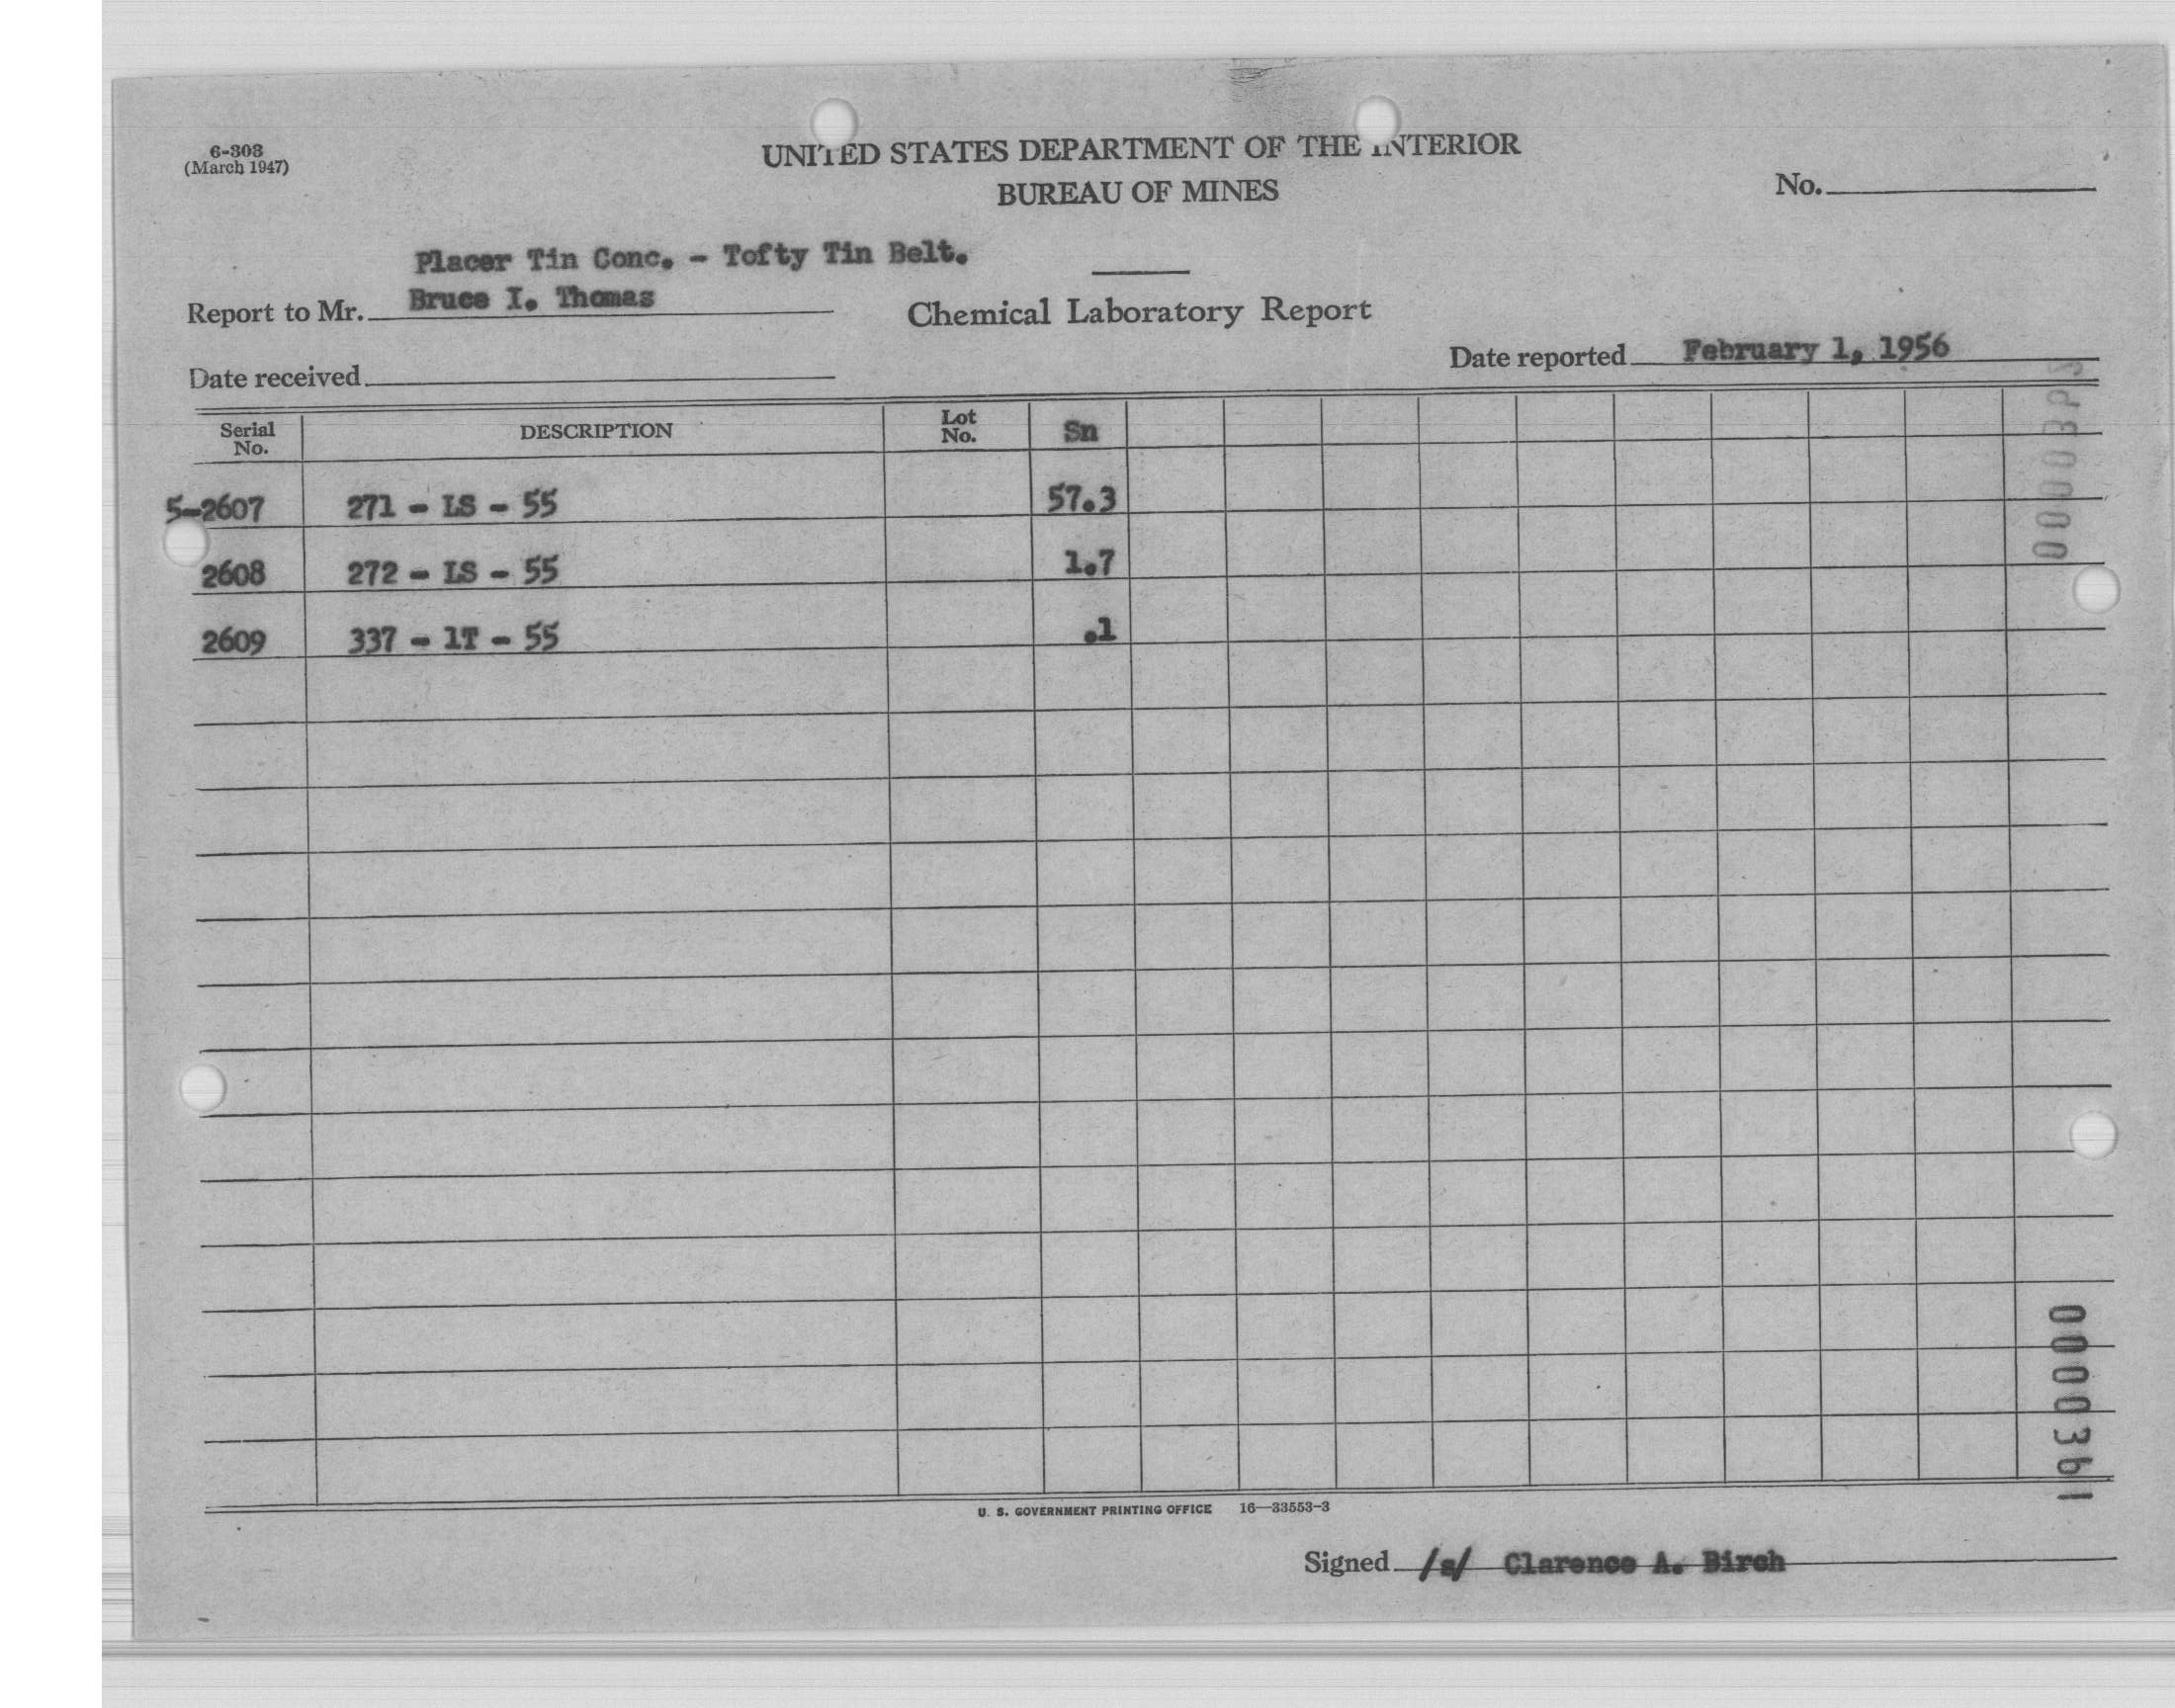 6-303
(March 1947)
UNITED STATES DEPARTMENT OF THE INTERIOR
BUREAU OF MINES
No.
Placer Tin Conc. - Tofty Tin Belt.
Report to Mr. Bruce I. Thomas
Chemical Laboratory Report
Date received
Date reported February 1, 1956
Serial No. DESCRIPTION Lot No. Sn
5-2607 271 - LS - 55 57.3
2608 272 - LS - 55 1.7
2609 337 - 1T - 55 .1
0000361
U. S. GOVERNMENT PRINTING OFFICE 16—33553-3
Signed /s/ Clarence A. Birch